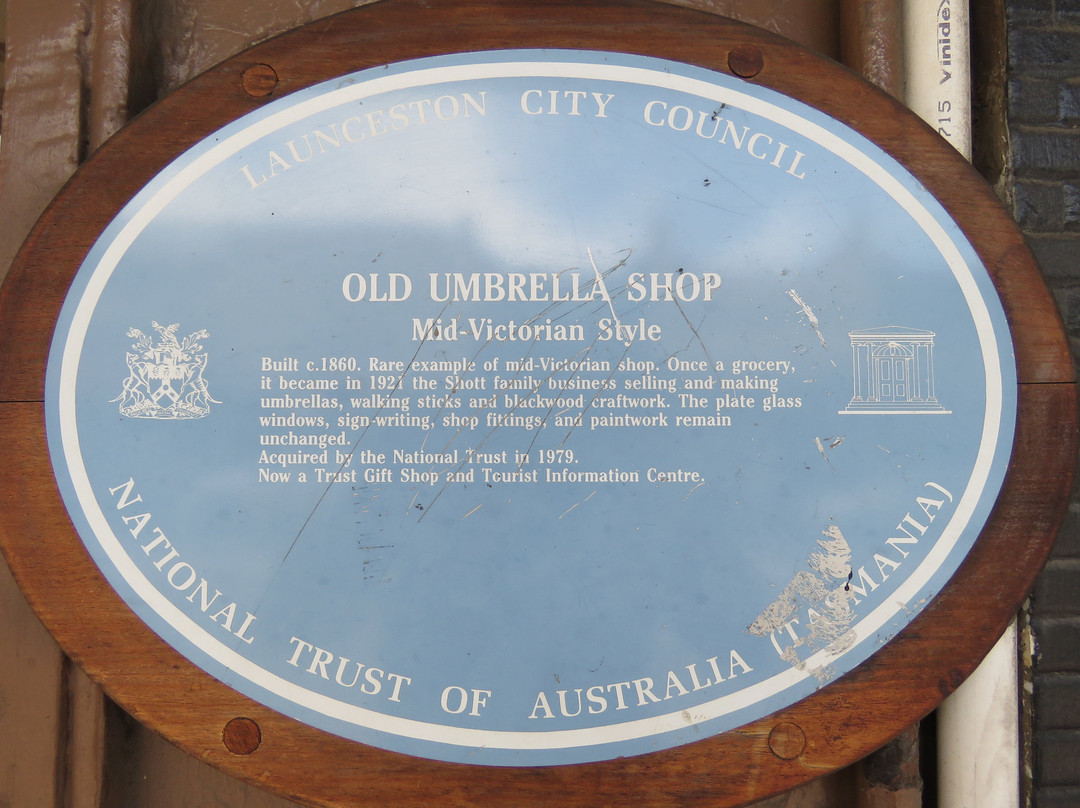 LAUNCESTON CITY COUNCIL
OLD UMBRELLA SHOP
Mid-Victorian Style
Built c.1860. Rare example of mid-Victorian shop. Once a grocery,
it became in 1921 the Shott family business selling and making
umbrellas, walking sticks and blackwood craftwork. The plate glass
windows, sign-writing, shop fittings, and paintwork remain
unchanged.
Acquired by the National Trust in 1979.
Now a Trust Gift Shop and Tourist Information Centre.
NATIONAL TRUST OF AUSTRALIA (TASMANIA)
715 Vinidex